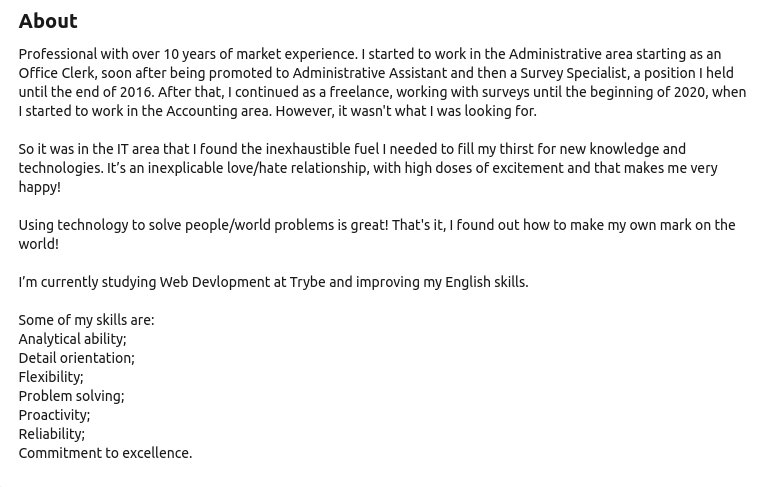 About
Professional with over 10 years of market experience. I started to work in the Administrative area starting as an
Office Clerk, soon after being promoted to Administrative Assistant and then a Survey Specialist, a position I held
until the end of 2016. After that, I continued as a freelance, working with surveys until the beginning of 2020, when
I started to work in the Accounting area. However, it wasn't what I was looking for.
So it was in the IT area that I found the inexhaustible fuel I needed to fill my thirst for new knowledge and
technologies. It’s an inexplicable love/hate relationship, with high doses of excitement and that makes me very
happy!
Using technology to solve people/world problems is great! That's it, I found out how to make my own mark on the
world!
I’m currently studying Web Devlopment at Trybe and improving my English skills.
Some of my skills are:
Analytical ability;
Detail orientation;
Flexibility;
Problem solving;
Proactivity;
Reliability;
Commitment to excellence.